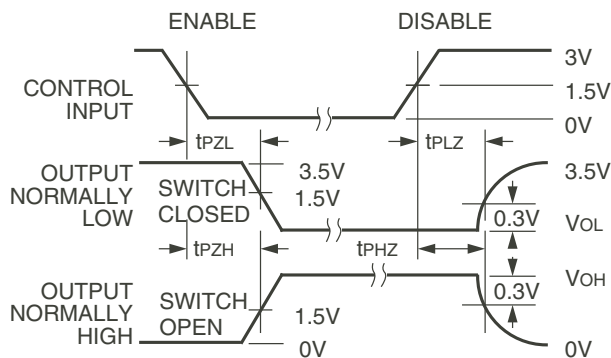 ENABLE DISABLE
3V
CONTROL INPUT 1.5V
0V
tPZL tPLZ
OUTPUT NORMALLY LOW
SWITCH CLOSED
3.5V
1.5V
3.5V
0.3V
VOL
tPZH tPHZ
OUTPUT NORMALLY HIGH
SWITCH OPEN
1.5V
0V
VOH
0.3V
0V